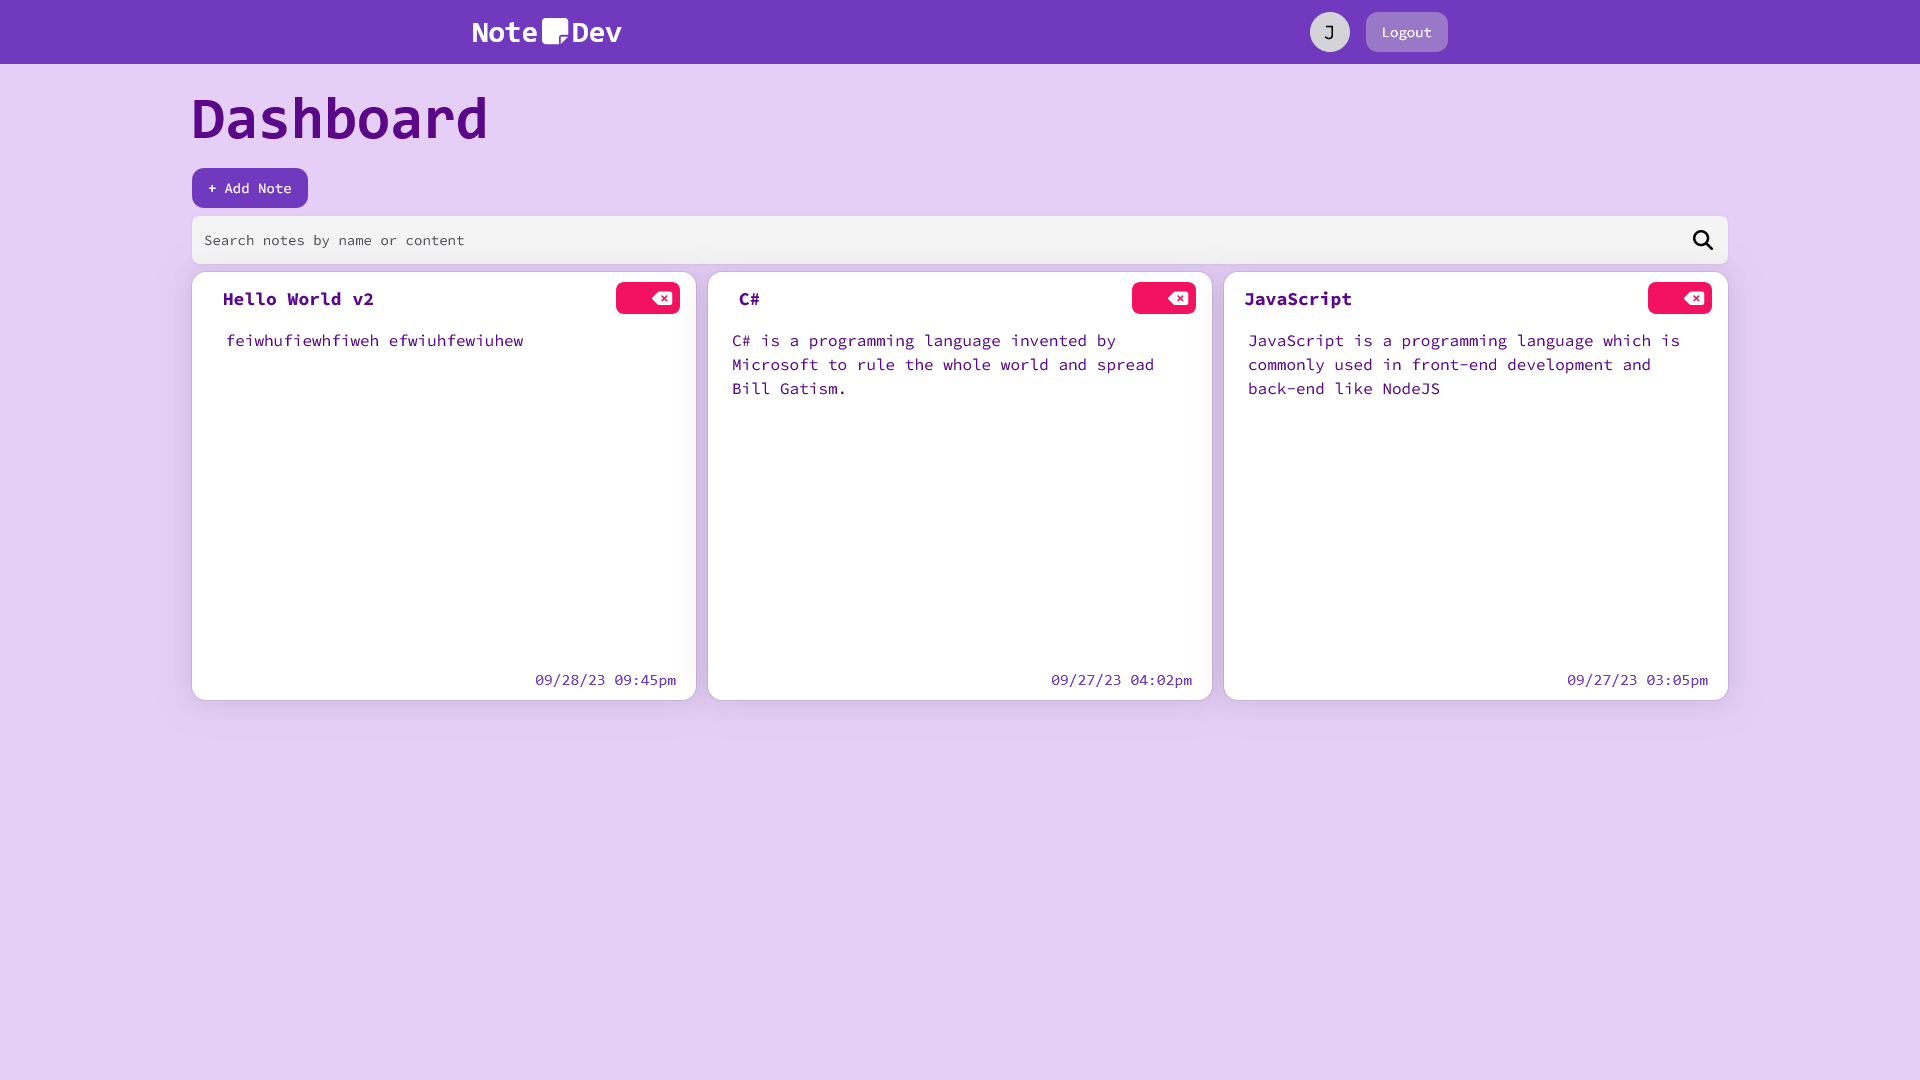 Note Dev
J
Logout
Dashboard
+ Add Note
Search notes by name or content
Hello World v2
feiwhufiewhfiweh efwiuhfewiuhew
09/28/23 09:45pm
C#
C# is a programming language invented by
Microsoft to rule the whole world and spread
Bill Gatism.
09/27/23 04:02pm
JavaScript
JavaScript is a programming language which is
commonly used in front-end development and
back-end like NodeJS
09/27/23 03:05pm